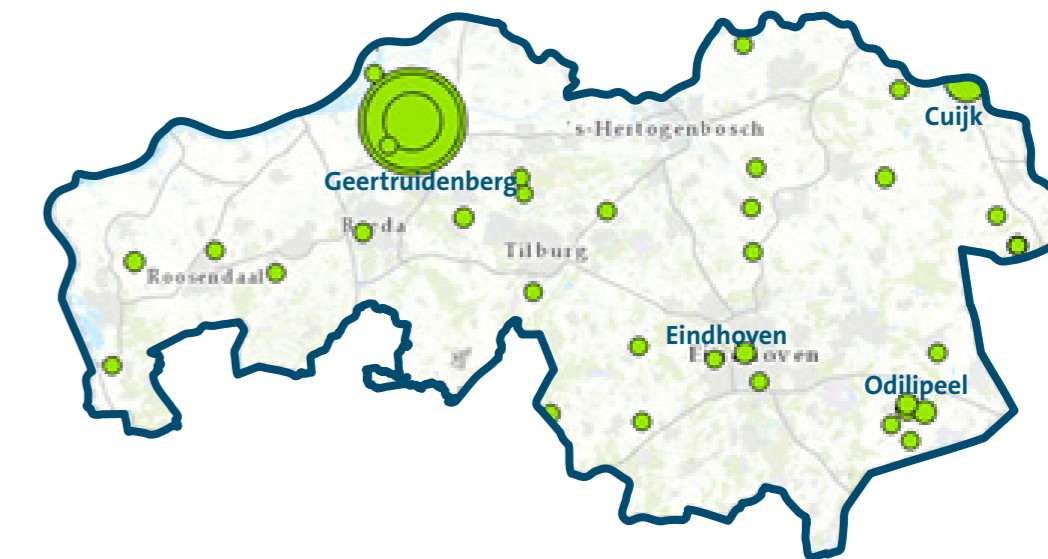 Cuijk
's-Hertogenbosch
Geertruidenberg
Breda
Tilburg
Roosendaal
Eindhoven
Eindhoven
Odilipeel